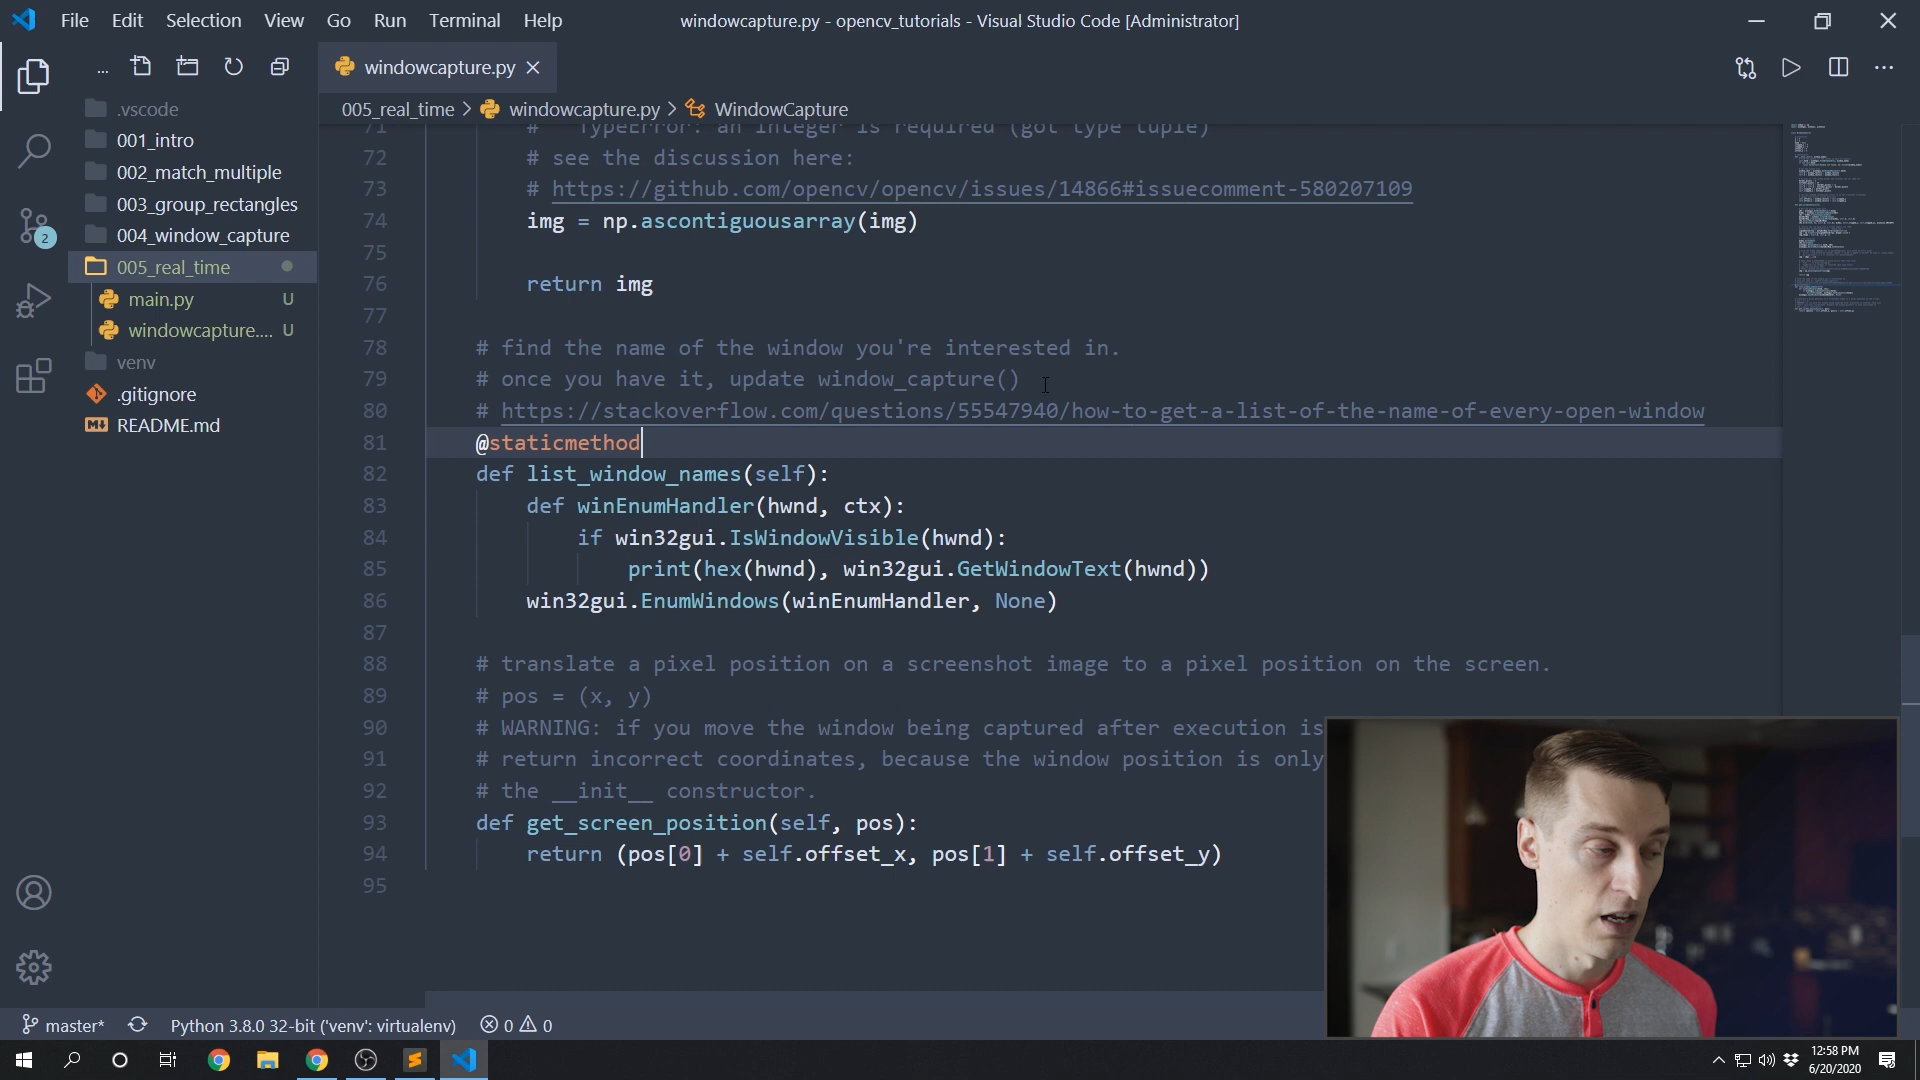 File Edit Selection View Go Run Terminal Help
windowcapture.py - opencv_tutorials - Visual Studio Code [Administrator]
...
windowcapture.py
005_real_time > windowcapture.py > WindowCapture
.vscode
001_intro
002_match_multiple
003_group_rectangles
004_window_capture
005_real_time
main.py U
windowcapture.... U
venv
.gitignore
README.md
2
71 # TypeError: an integer is required (got type tuple)
72 # see the discussion here:
73 # https://github.com/opencv/opencv/issues/14866#issuecomment-580207109
74 img = np.ascontiguousarray(img)
75
76 return img
77
78 # find the name of the window you're interested in.
79 # once you have it, update window_capture()
80 # https://stackoverflow.com/questions/55547940/how-to-get-a-list-of-the-name-of-every-open-window
81 @staticmethod
82 def list_window_names(self):
83 def winEnumHandler(hwnd, ctx):
84 if win32gui.IsWindowVisible(hwnd):
85 print(hex(hwnd), win32gui.GetWindowText(hwnd))
86 win32gui.EnumWindows(winEnumHandler, None)
87
88 # translate a pixel position on a screenshot image to a pixel position on the screen.
89 # pos = (x, y)
90 # WARNING: if you move the window being captured after execution is
91 # return incorrect coordinates, because the window position is only
92 # the __init__ constructor.
93 def get_screen_position(self, pos):
94 return (pos[0] + self.offset_x, pos[1] + self.offset_y)
95
master* Python 3.8.0 32-bit ('venv': virtualenv) 0 0
12:58 PM
6/20/2020